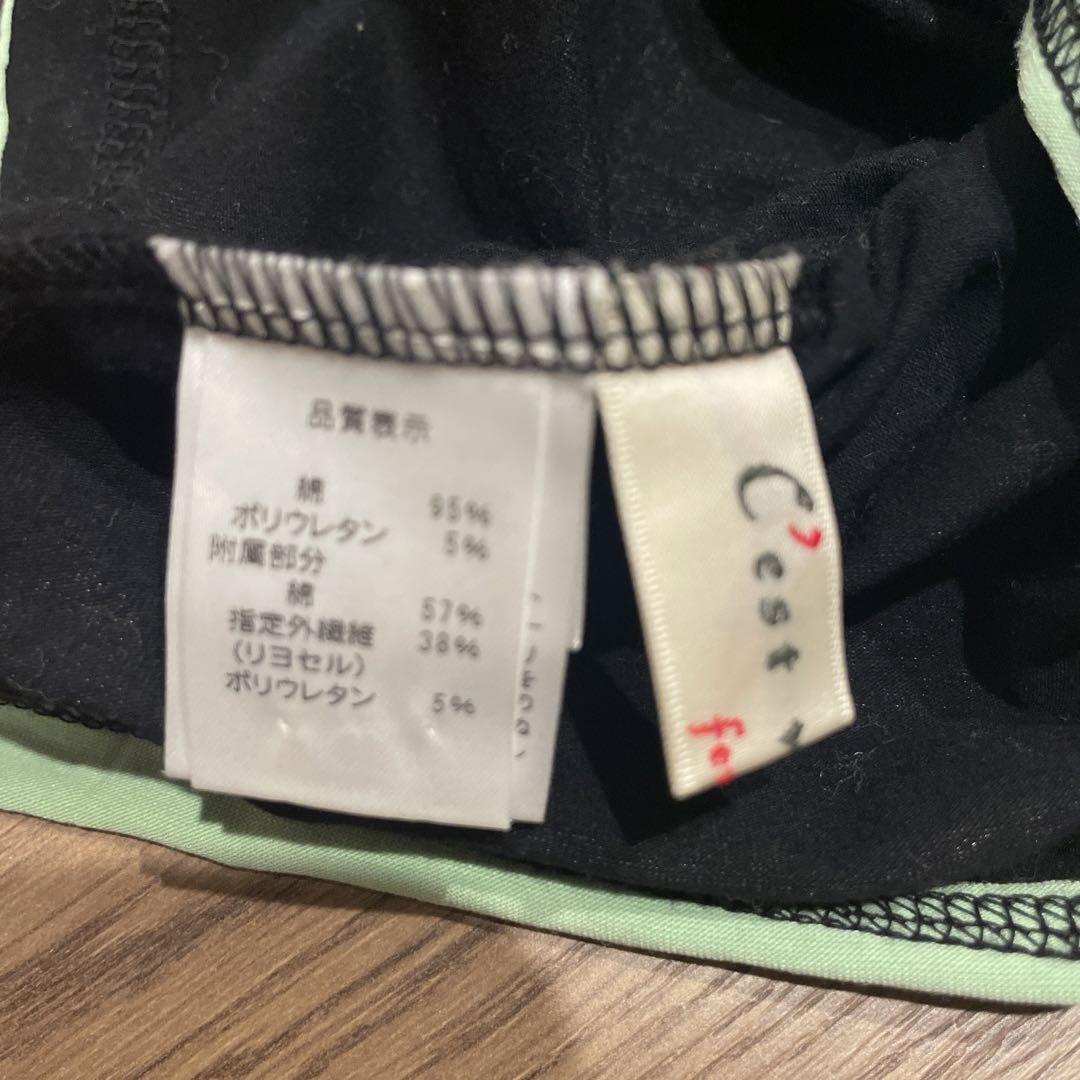 品質表示
綿 95%
ポリウレタン 5%
附属部分
綿 57%
指定外繊維 38%
(リヨセル)
ポリウレタン 5%
C'est